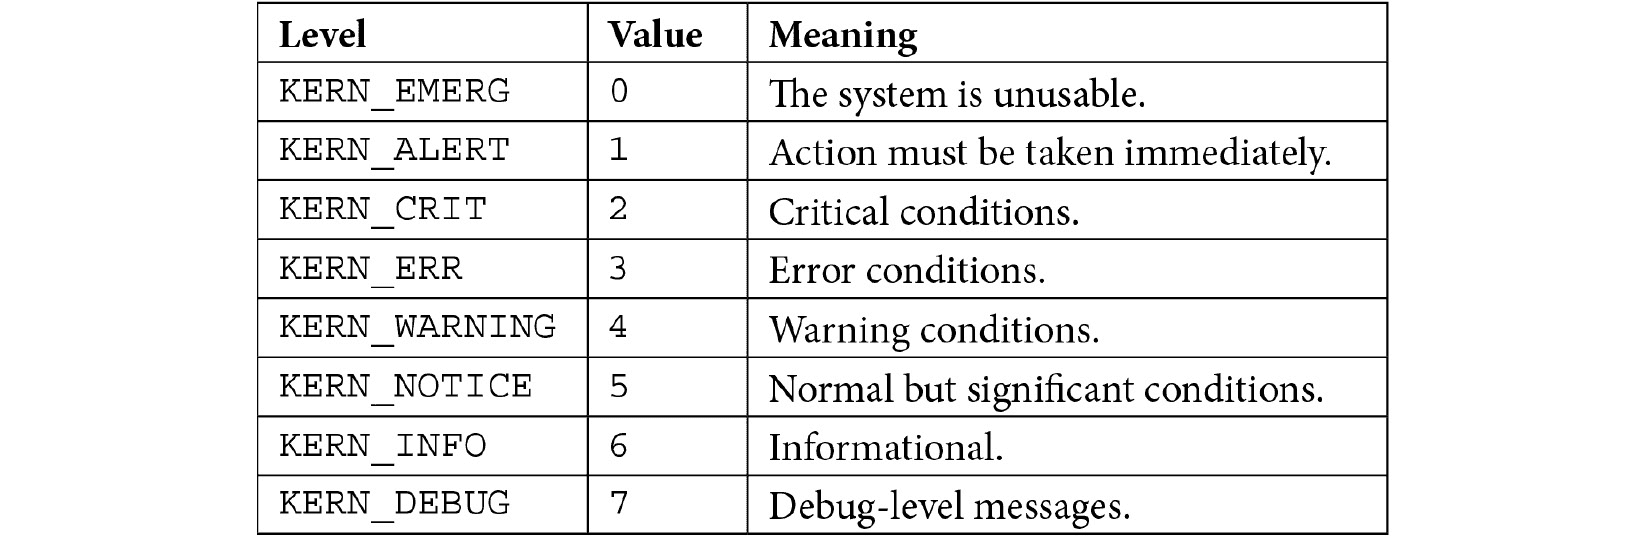 Level Value Meaning
KERN_EMERG 0 The system is unusable.
KERN_ALERT 1 Action must be taken immediately.
KERN_CRIT 2 Critical conditions.
KERN_ERR 3 Error conditions.
KERN_WARNING 4 Warning conditions.
KERN_NOTICE 5 Normal but significant conditions.
KERN_INFO 6 Informational.
KERN_DEBUG 7 Debug-level messages.